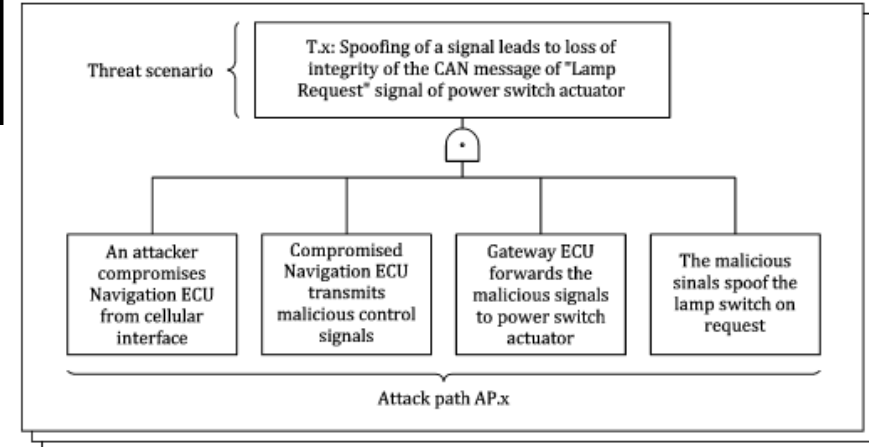 T.x: Spoofing of a signal leads to loss of
integrity of the CAN message of "Lamp
Request" signal of power switch actuator
Threat scenario
An attacker
compromises
Navigation ECU
from cellular
interface
Compromised
Navigation ECU
transmits
malicious control
signals
Gateway ECU
forwards the
malicious signals
to power switch
actuator
The malicious
sinals spoof the
lamp switch on
request
Attack path AP.x